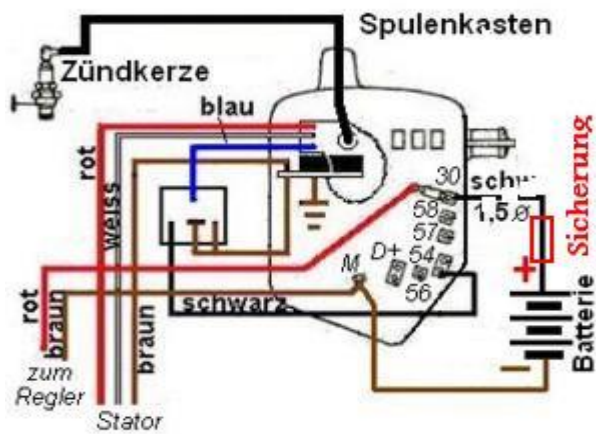 Spulenkasten
Zündkerze
blau
rot
weiss
braun
30
1,5
58
57
54
D+
M
56
Sicherung
+
Batterie
schwarz
rot
braun
zum
Regler
Stator